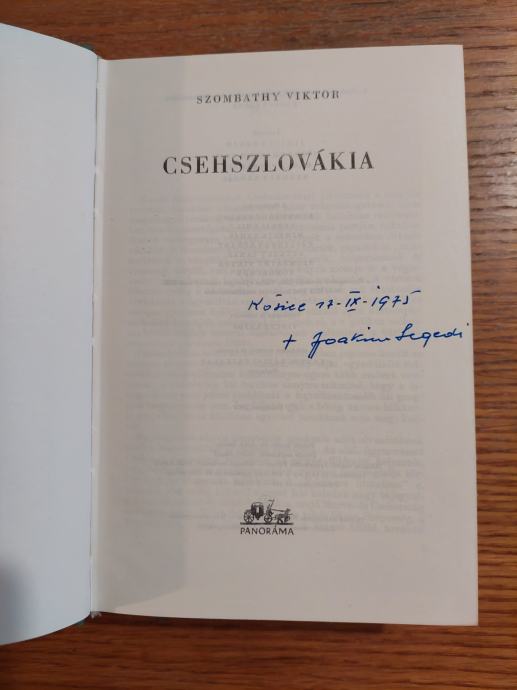 SZOMBATHY VIKTOR
CSEHSZLOVÁKIA
Košice 17-IX-1975
+ Joakim Segedi
PANORÁMA